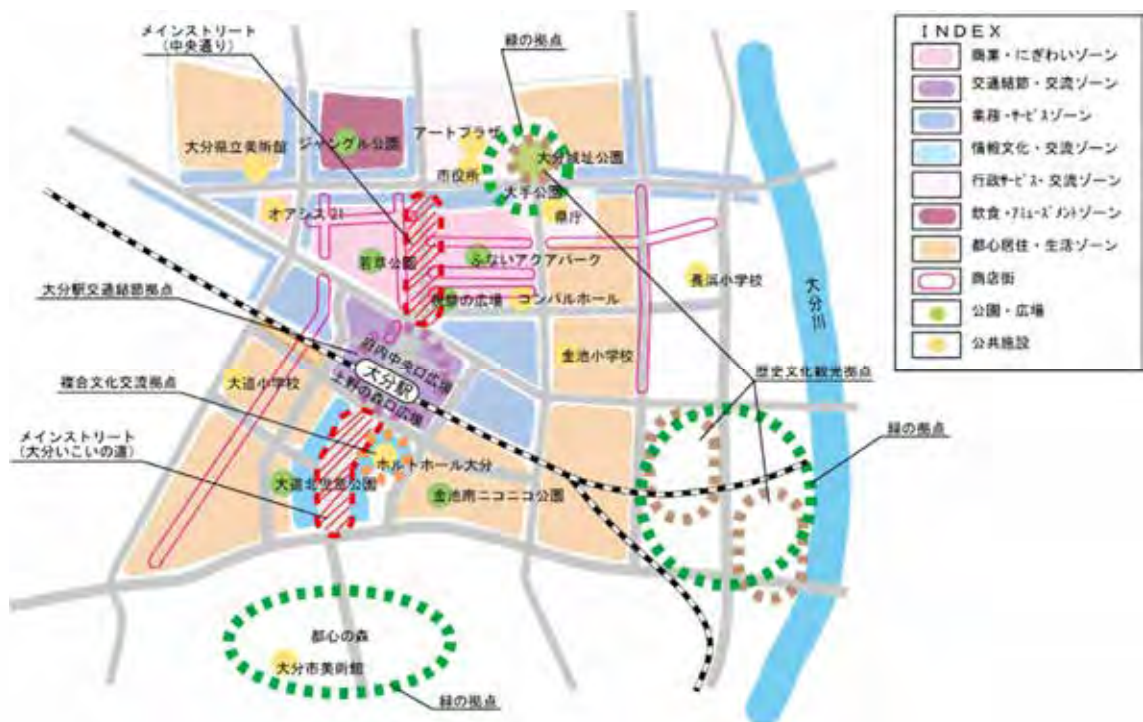 メインストリート
(中央通り)
緑の拠点
アートプラザ
大分県立美術館
ジャングル公園
大分城址公園
市役所
大手公園
オアシス21
県庁
若草公園
ふないアクアパーク
長浜小学校
大分駅交通結節拠点
の広場
コンパルホール
大分川
府内中央口広場
金池小学校
複合文化交流拠点
大道小学校
大分駅
上野の森口広場
歴史文化観光拠点
メインストリート
(大分いこいの道)
ホルトホール大分
緑の拠点
大道北
公園
金池南ニコニコ公園
都心の森
大分市美術館
緑の拠点
INDEX
商業・にぎわいゾーン
交通結節・交流ゾーン
業務・サービスゾーン
情報文化・交流ゾーン
行政サービス・交流ゾーン
飲食・アミューズメントゾーン
都心居住・生活ゾーン
商店街
公園・広場
公共施設